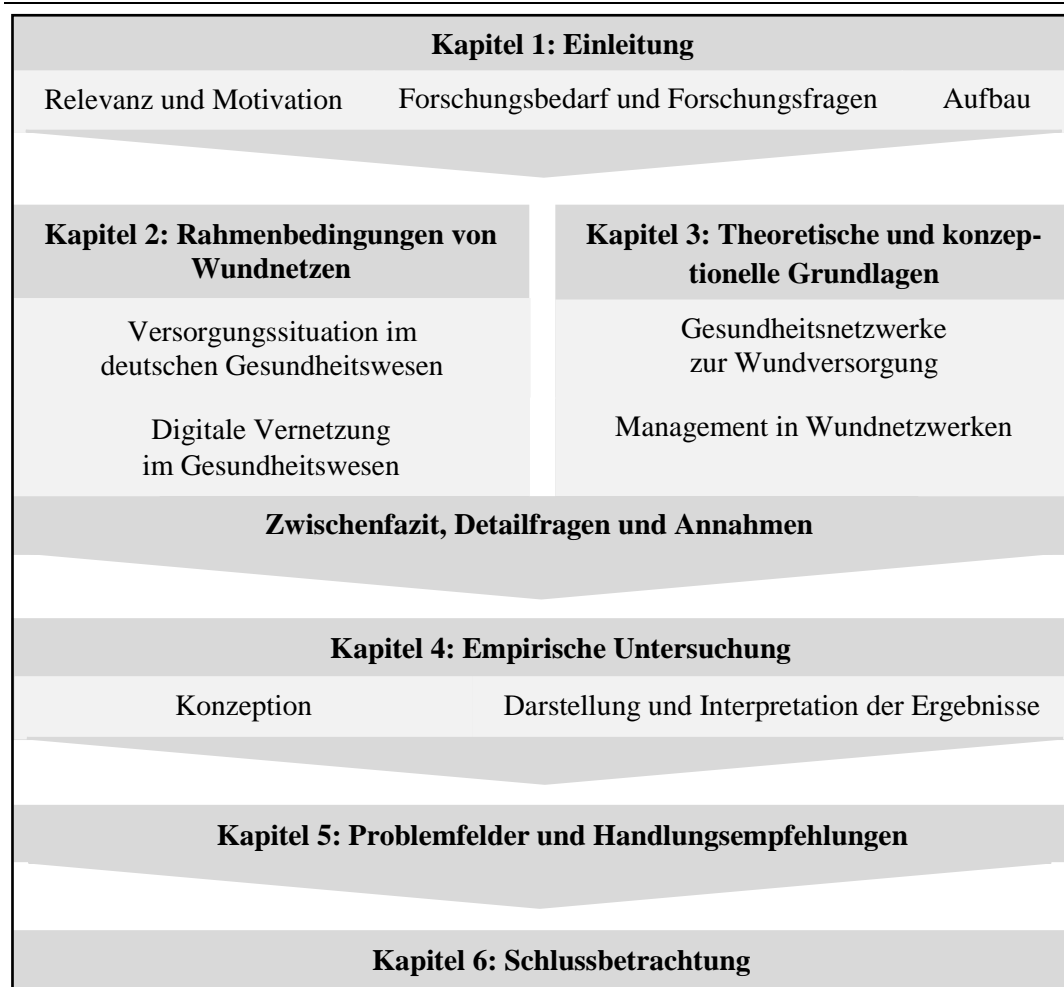 Kapitel 1: Einleitung
Relevanz und Motivation Forschungsbedarf und Forschungsfragen Aufbau
Kapitel 2: Rahmenbedingungen von
Wundnetzen
Versorgungssituation im
deutschen Gesundheitswesen
Digitale Vernetzung
im Gesundheitswesen
Kapitel 3: Theoretische und konzep-
tionelle Grundlagen
Gesundheitsnetzwerke
zur Wundversorgung
Management in Wundnetzwerken
Zwischenfazit, Detailfragen und Annahmen
Kapitel 4: Empirische Untersuchung
Konzeption Darstellung und Interpretation der Ergebnisse
Kapitel 5: Problemfelder und Handlungsempfehlungen
Kapitel 6: Schlussbetrachtung